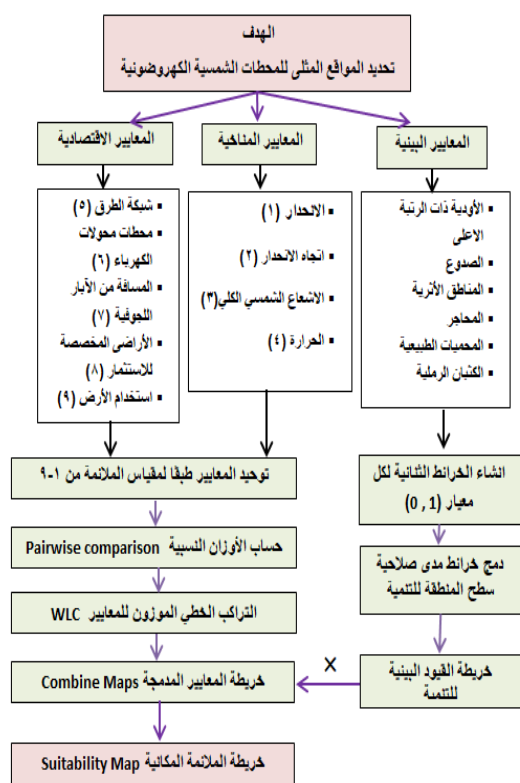 الهدف
تحديد المواقع المثلى للمحطات الشمسية الكهروضوئية
المعايير البيئية
المعايير المناخية
المعايير الاقتصادية
▪ الأودية ذات الرتبة
الاعلى
▪ الصدوع
▪ المناطق الأثرية
▪ المحاجر
▪ المحميات الطبيعية
▪ الكثبان الرملية
▪ الانحدار (١)
▪ اتجاه الانحدار (٢)
▪ الاشعاع الشمسي الكلي(٣)
▪ الحرارة (٤)
▪ شبكة الطرق (٥)
▪ محطات محولات
الكهرباء (٦)
▪ المسافة من الآبار
الجوفية (٧)
▪ الأراضى المخصصة
للاستثمار (٨)
▪ استخدام الأرض (٩)
انشاء الخرائط الثنائية لكل
معيار (1 , 0)
توحيد المعايير طبقا لمقياس الملائمة من ١-٩
دمج خرائط مدى صلاحية
سطح المنطقة للتنمية
حساب الأوزان النسبية Pairwise comparison
التراكب الخطي الموزون للمعايير WLC
خريطة القيود البيئية
للتنمية
X
خريطة المعايير المدمجة Combine Maps
خريطة الملائمة المكانية Suitability Map